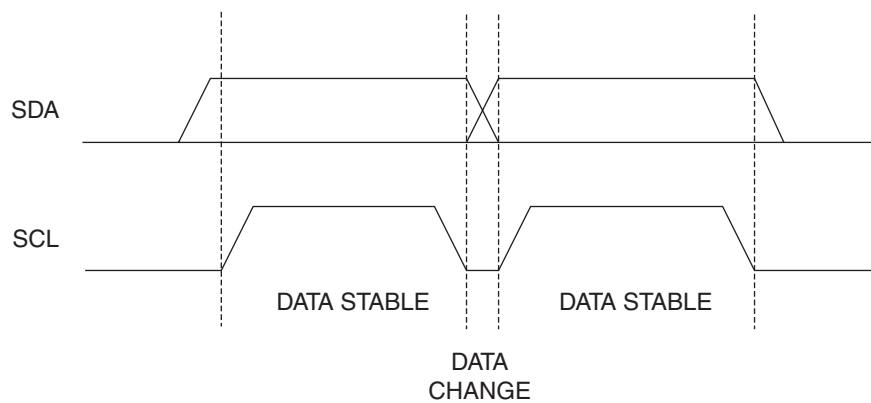 SDA
SCL
DATA STABLE
DATA STABLE
DATA
CHANGE